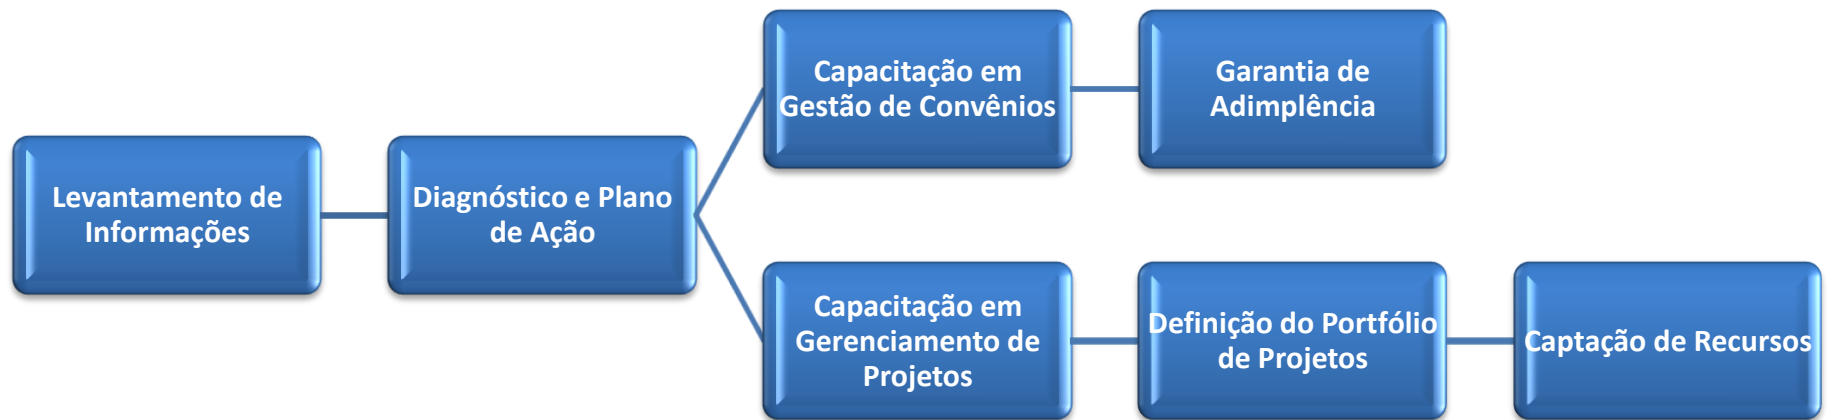 Levantamento de
Informações
Diagnóstico e Plano
de Ação
Capacitação em
Gestão de Convênios
Garantia de
Adimplência
Capacitação em
Gerenciamento de
Projetos
Definição do Portfólio
de Projetos
Captação de Recursos